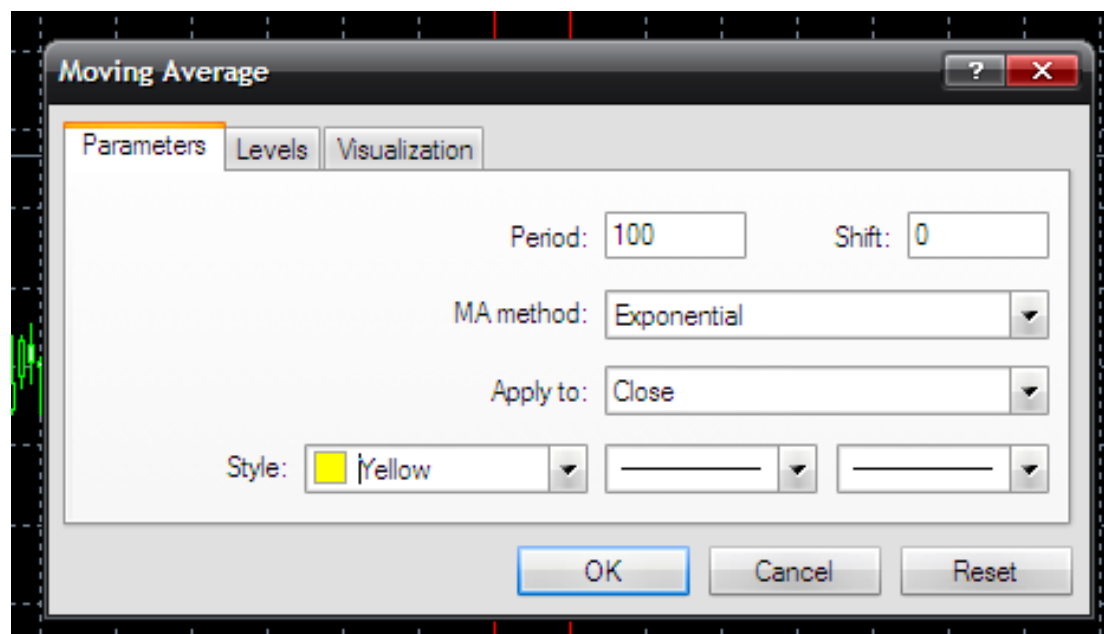 Moving Average ?
Parameters Levels Visualization
Period: 100 Shift: 0
MA method: Exponential
Apply to: Close
Style: Yellow
OK Cancel Reset